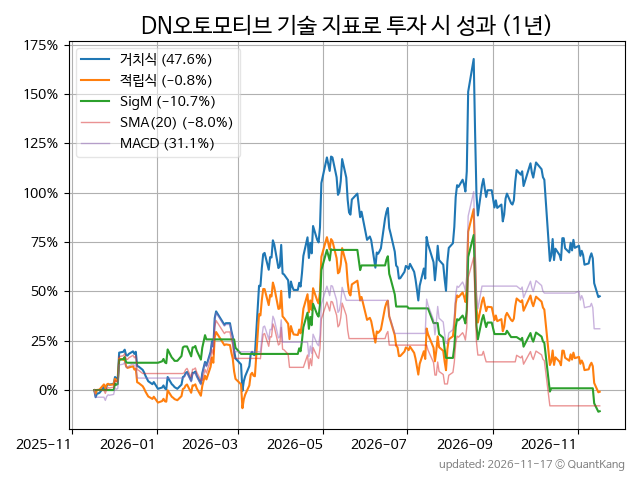 DN오토모티브 기술 지표로 투자 시 성과 (1년)
175%
150%
125%
100%
75%
50%
25%
0%
거치식 (47.6%)
적립식 (−0.8%)
SigM (−10.7%)
SMA(20) (−8.0%)
MACD (31.1%)
2025-11 2026-01 2026-03 2026-05 2026-07 2026-09 2026-11
updated: 2026-11-17 © QuantKang